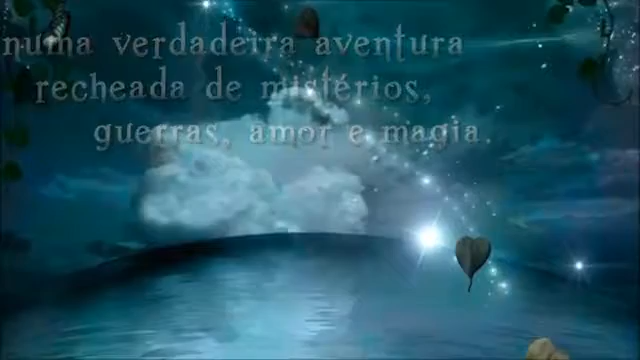 numa verdadeira aventura
recheada de mistérios,
guerras, amor e magia.